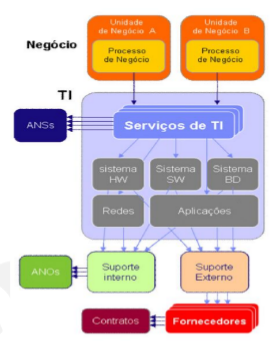 Unidade
de Negócio A
Unidade
de Negócio B
Negócio
Processo
de Negócio
Processo
de Negócio
TI
ANSs
Serviços de TI
sistema
HW
Sistema
SW
Sistema
BD
Redes
Aplicações
ANOs
Suporte
interno
Suporte
Externo
Contratos
Fornecedores